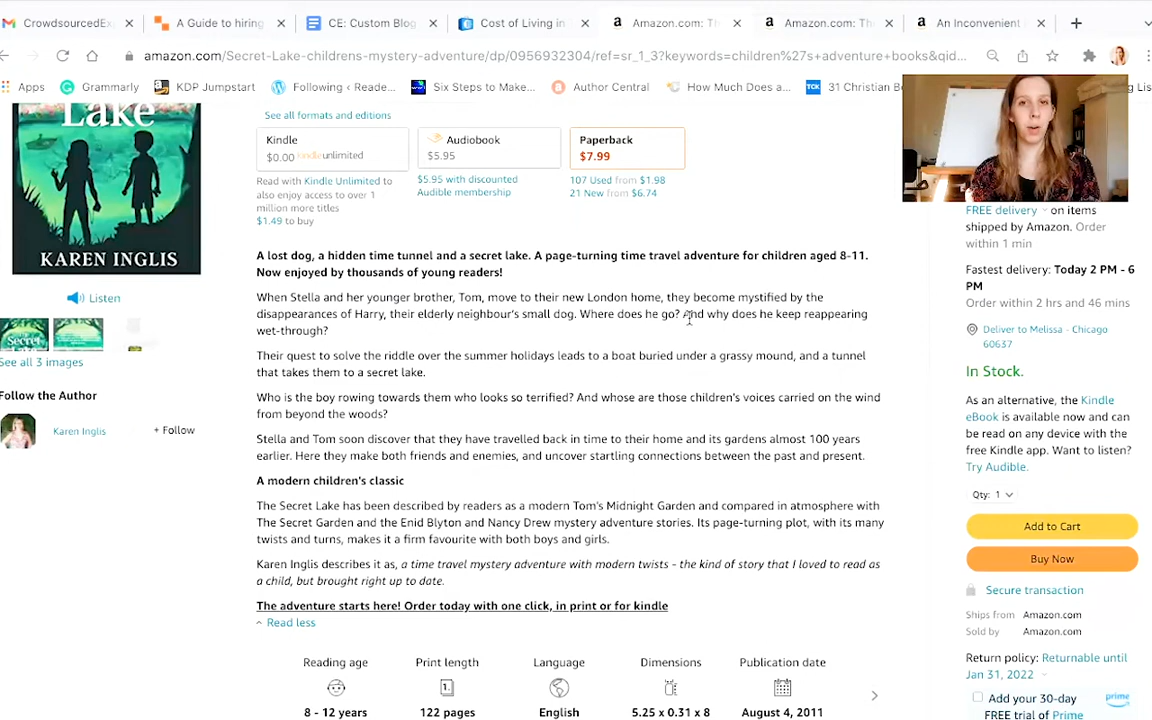 CrowdsourcedEx
A Guide to hiring
CE: Custom Blog
Cost of Living in
Amazon.com: Th
Amazon.com: The
An Inconvenient
amazon.com/Secret-Lake-childrens-mystery-adventure/dp/0956932304/ref=sr_1_3?keywords=children%27s+adventure+books&qid...
Apps
Grammarly
KDP Jumpstart
Following ‹ Reade...
Six Steps to Make...
Author Central
How Much Does a...
31 Christian B
Lake
KAREN INGLIS
Listen
See all 3 images
Follow the Author
Karen Inglis
+ Follow
See all formats and editions
Kindle
$0.00 kindleunlimited
Audiobook
$5.95
Paperback
$7.99
Read with Kindle Unlimited to
also enjoy access to over 1
million more titles
$1.49 to buy
$5.95 with discounted
Audible membership
107 Used from $1.98
21 New from $6.74
A lost dog, a hidden time tunnel and a secret lake. A page-turning time travel adventure for children aged 8-11.
Now enjoyed by thousands of young readers!
When Stella and her younger brother, Tom, move to their new London home, they become mystified by the
disappearances of Harry, their elderly neighbour's small dog. Where does he go? And why does he keep reappearing
wet-through?
Their quest to solve the riddle over the summer holidays leads to a boat buried under a grassy mound, and a tunnel
that takes them to a secret lake.
Who is the boy rowing towards them who looks so terrified? And whose are those children's voices carried on the wind
from beyond the woods?
Stella and Tom soon discover that they have travelled back in time to their home and its gardens almost 100 years
earlier. Here they make both friends and enemies, and uncover startling connections between the past and present.
A modern children's classic
The Secret Lake has been described by readers as a modern Tom's Midnight Garden and compared in atmosphere with
The Secret Garden and the Enid Blyton and Nancy Drew mystery adventure stories. Its page-turning plot, with its many
twists and turns, makes it a firm favourite with both boys and girls.
Karen Inglis describes it as, a time travel mystery adventure with modern twists - the kind of story that I loved to read as
a child, but brought right up to date.
The adventure starts here! Order today with one click, in print or for kindle
Read less
Reading age
8 - 12 years
Print length
122 pages
Language
English
Dimensions
5.25 x 0.31 x 8
Publication date
August 4, 2011
FREE delivery on items
shipped by Amazon. Order
within 1 min
Fastest delivery: Today 2 PM - 6
PM
Order within 2 hrs and 46 mins
Deliver to Melissa - Chicago
60637
In Stock.
As an alternative, the Kindle
eBook is available now and can
be read on any device with the
free Kindle app. Want to listen?
Try Audible.
Qty: 1
Add to Cart
Buy Now
Secure transaction
Ships from Amazon.com
Sold by Amazon.com
Return policy: Returnable until
Jan 31, 2022
Add your 30-day
FREE trial of Prime
prime